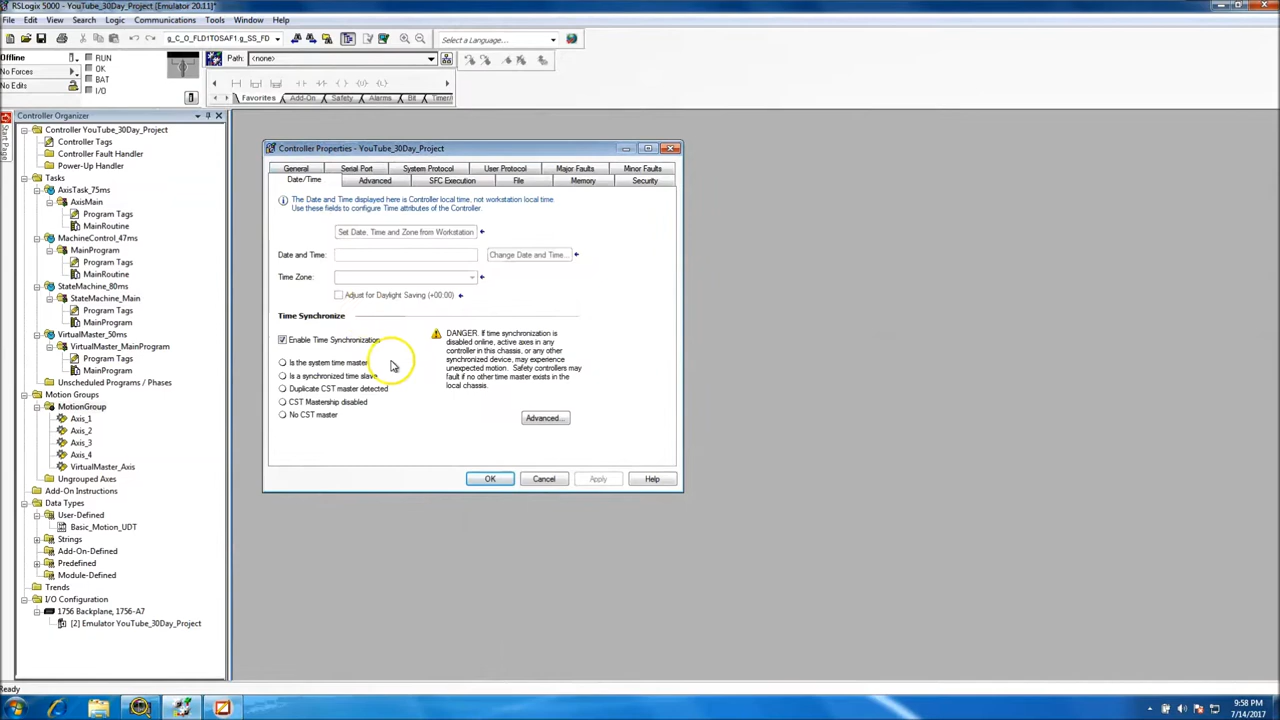 RSLogix 5000 - YouTube_30Day_Project [Emulator 20.11]*
File Edit View Search Logic Communications Tools Window Help
g_C_O_FLD1TOSAF1.g_SS_FD
Select a Language...
Offline
RUN
No Forces
OK
No Edits
BAT
I/O
Path: <none>
Favorites Add-On Safety Alarms Bit
Start Page
Controller Organizer
Controller YouTube_30Day_Project
Controller Tags
Controller Fault Handler
Power-Up Handler
Tasks
AxisTask_75ms
AxisMain
Program Tags
MainRoutine
MachineControl_47ms
MainProgram
Program Tags
MainRoutine
StateMachine_80ms
StateMachine_Main
Program Tags
MainProgram
VirtualMaster_50ms
VirtualMaster_MainProgram
Program Tags
MainProgram
Unscheduled Programs / Phases
Motion Groups
MotionGroup
Axis_1
Axis_2
Axis_3
Axis_4
VirtualMaster_Axis
Ungrouped Axes
Add-On Instructions
Data Types
User-Defined
Basic_Motion_UDT
Strings
Add-On-Defined
Predefined
Module-Defined
Trends
I/O Configuration
1756 Backplane, 1756-A7
[2] Emulator YouTube_30Day_Project
Controller Properties - YouTube_30Day_Project
General Serial Port System Protocol User Protocol Major Faults Minor Faults
Date/Time Advanced SFC Execution File Memory Security
The Date and Time displayed here is Controller local time, not workstation local time.
Use these fields to configure Time attributes of the Controller.
Set Date, Time and Zone from Workstation
Date and Time:
Change Date and Time...
Time Zone:
Adjust for Daylight Saving (+00:00)
Time Synchronize
Enable Time Synchronization
Is the system time master
Is a synchronized time slave
Duplicate CST master detected
CST Mastership disabled
No CST master
DANGER. If time synchronization is
disabled online, active axes in any
controller in this chassis, or any other
synchronized device, may experience
unexpected motion. Safety controllers may
fault if no other time master exists in the
local chassis.
Advanced...
OK Cancel Apply Help
Ready
9:58 PM
7/14/2017